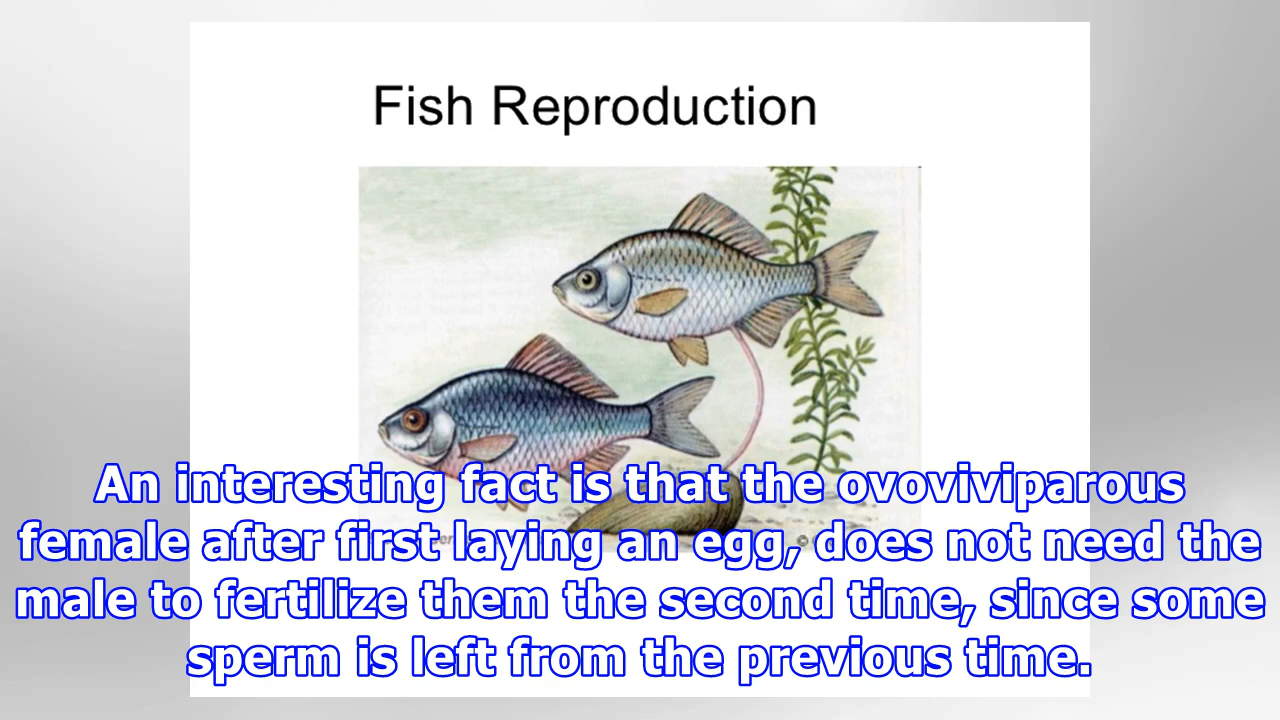 Fish Reproduction
An interesting fact is that the ovoviviparous
female after first laying an egg, does not need the
male to fertilize them the second time, since some
sperm is left from the previous time.